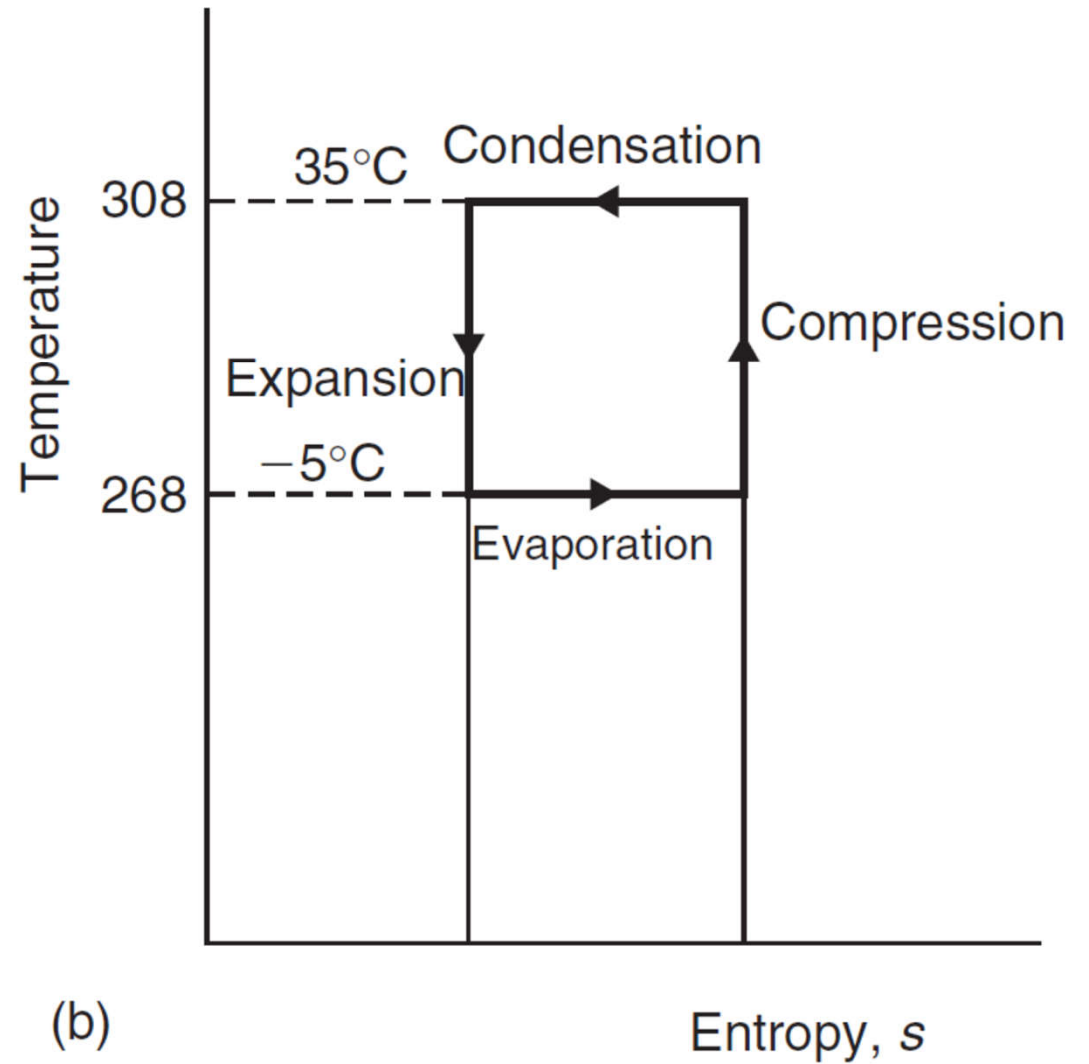 Condensation
35°C
308
Temperature
Compression
Expansion
−5°C
268
Evaporation
(b)
Entropy, s